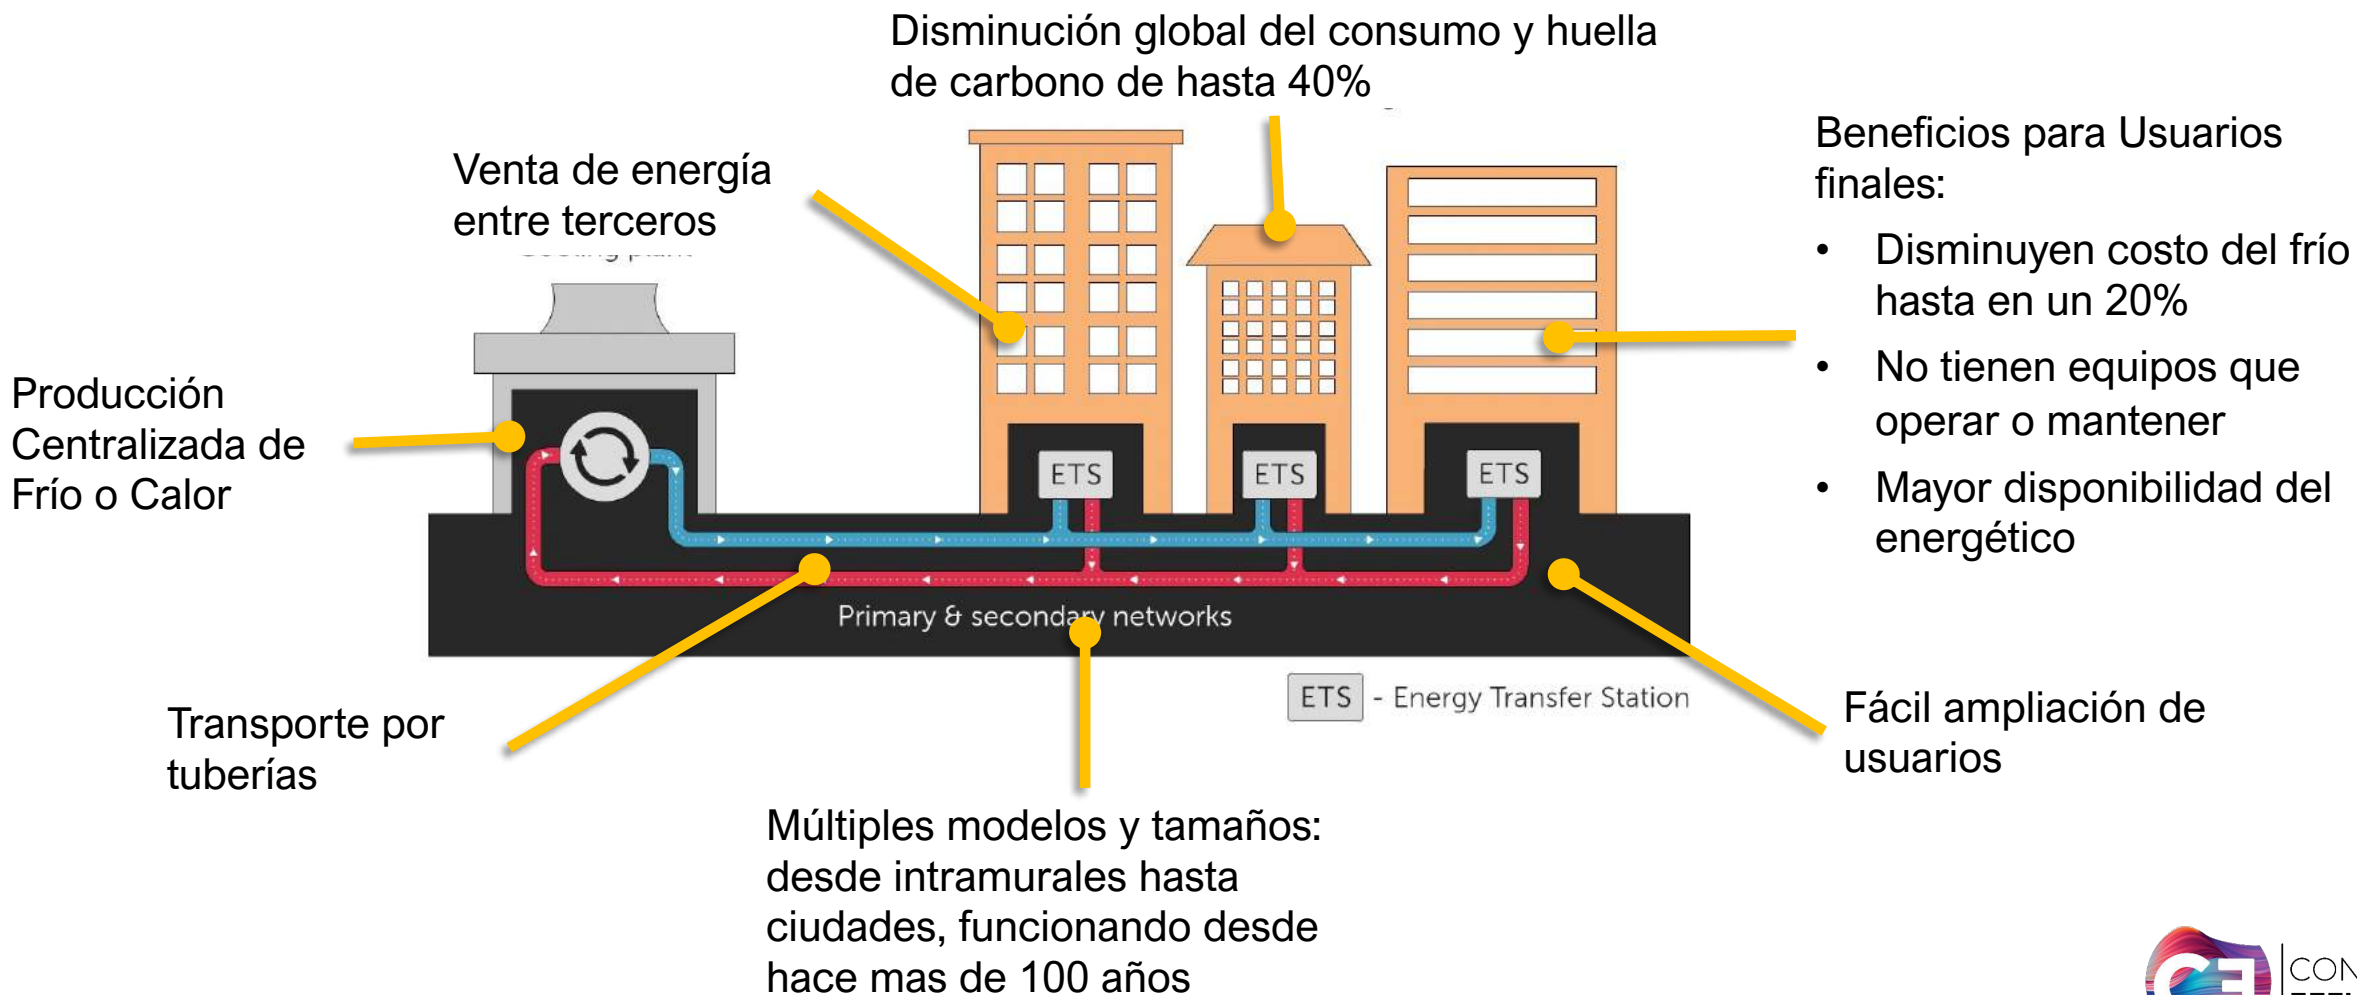 Disminución global del consumo y huella
de carbono de hasta 40%
Venta de energía
entre terceros
Beneficios para Usuarios
finales:
• Disminuyen costo del frío
hasta en un 20%
• No tienen equipos que
operar o mantener
• Mayor disponibilidad del
energético
Producción
Centralizada de
Frío o Calor
ETS
ETS
ETS
Primary & secondary networks
ETS - Energy Transfer Station
Transporte por
tuberías
Fácil ampliación de
usuarios
Múltiples modelos y tamaños:
desde intramurales hasta
ciudades, funcionando desde
hace mas de 100 años